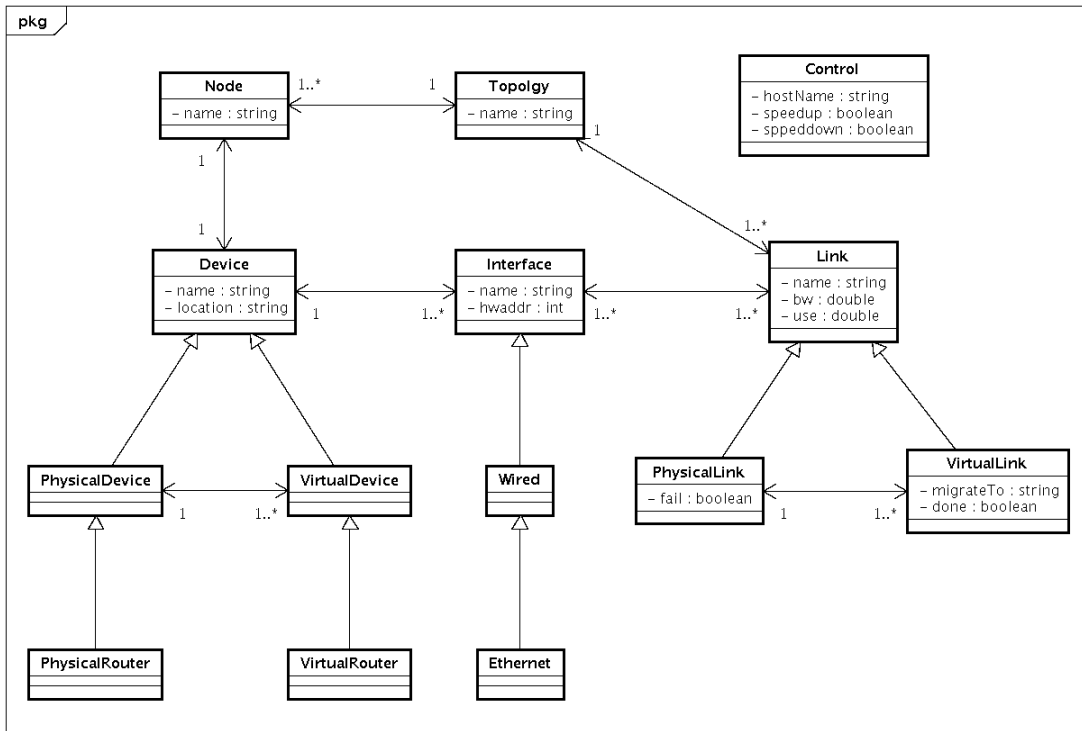 pkg
Node
- name : string
1..*
1
Topolgy
- name : string
Control
- hostName : string
- speedup : boolean
- sppeddown : boolean
1
1
1
1..*
Device
- name : string
- location : string
1
1..*
Interface
- name : string
- hwaddr : int
1..*
1..*
Link
- name : string
- bw : double
- use : double
PhysicalDevice
1
1..*
VirtualDevice
Wired
PhysicalLink
- fail : boolean
1
1..*
VirtualLink
- migrateTo : string
- done : boolean
PhysicalRouter
VirtualRouter
Ethernet